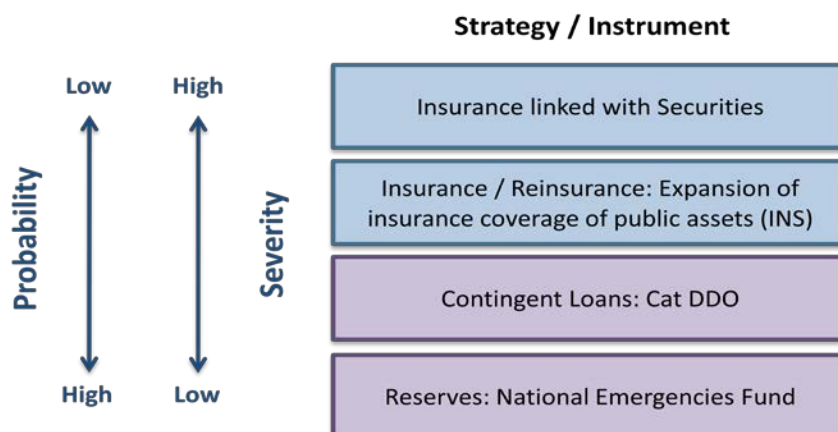 Strategy / Instrument
Low
High
Probability
Severity
High
Low
Insurance linked with Securities
Insurance / Reinsurance: Expansion of
insurance coverage of public assets (INS)
Contingent Loans: Cat DDO
Reserves: National Emergencies Fund